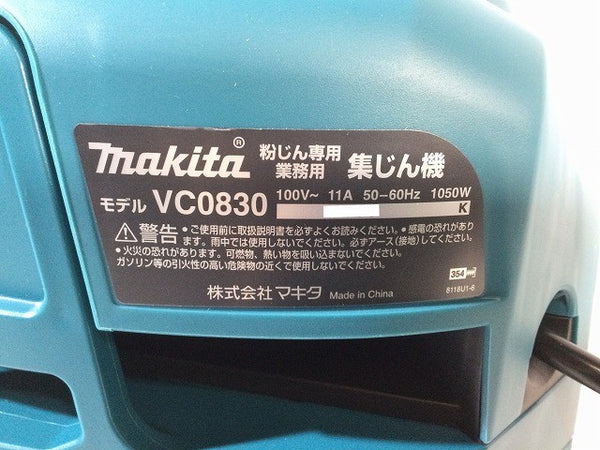 makita®
粉じん専用
業務用 集じん機
モデル VC0830
100V～ 11A 50-60Hz 1050W
K
⚠警告 ●ご使用前に取扱説明書を必ずよくお読みください。●感電の恐れがあり
ます。雨中では使用しないでください。必ずアース(接地)してください。
●火災の恐れがあります。可燃物、熱い物を吸い込まないでください。
ガソリン等の引火性の高い危険物の近くで使用しないでください。
株式会社マキタ Made in China
354
8118U1-6